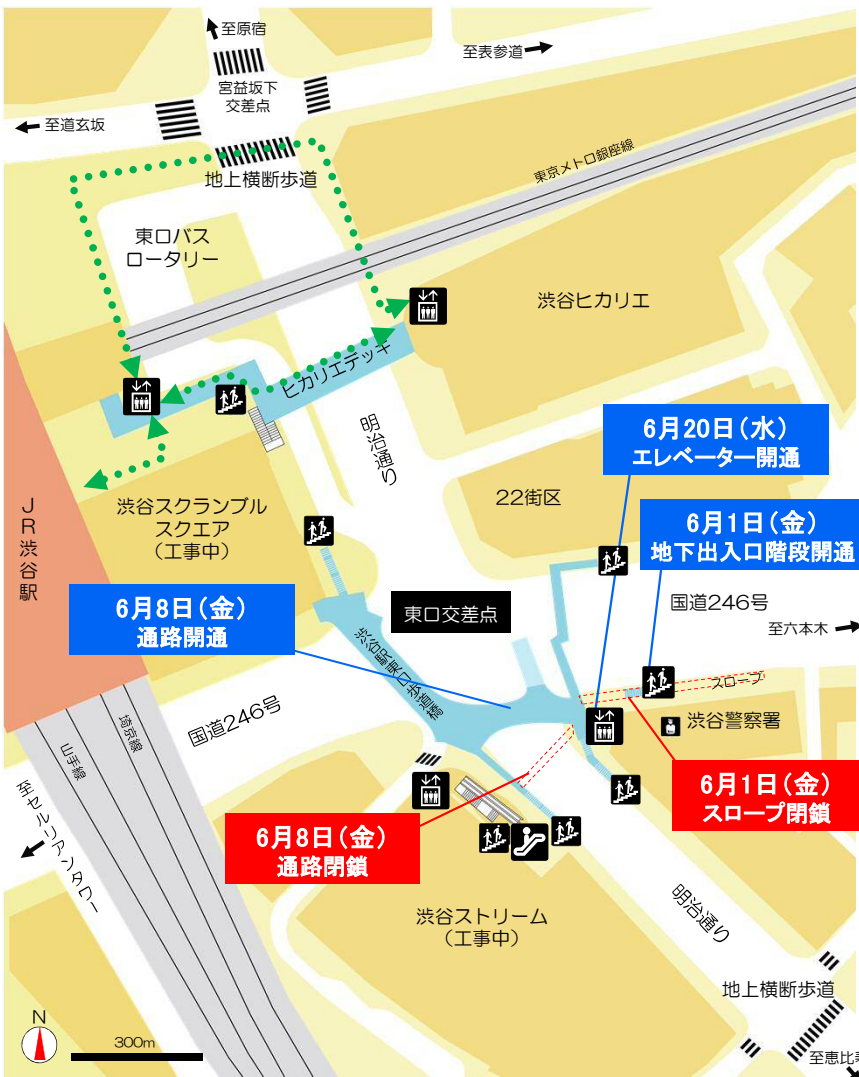 至原宿
至表参道
宮益坂下
交差点
至道玄坂
地上横断歩道
東京メトロ銀座線
東口バス
ロータリー
渋谷ヒカリエ
ヒカリエデッキ
明治通り
6月20日（水）
エレベーター開通
22街区
JR渋谷駅
渋谷スクランブル
スクエア
（工事中）
6月1日（金）
地下出入口階段開通
6月8日（金）
通路開通
東口交差点
国道246号
至六本木
渋谷駅東口歩道橋
スロープ
渋谷警察署
国道246号
埼京線
山手線
至セルリアンタワー
6月1日（金）
スロープ閉鎖
6月8日（金）
通路閉鎖
渋谷ストリーム
（工事中）
明治通り
地上横断歩道
N
300m
至恵比寿